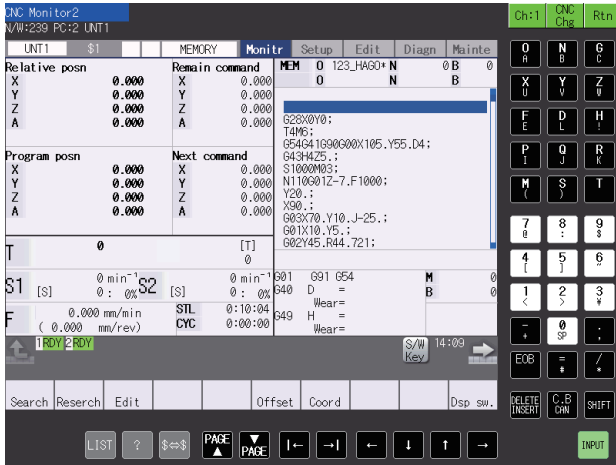 CNC Monitor2
N/W:239 PC:2 UNT1
Ch:1 CNC Chg Rtn
UNT1 $1 MEMORY Monitr Setup Edit Diagn Mainte
Relative posn Remain command MEM O 123_HAGO* N 0 B 0
O N B
X 0.000 X 0.000
Y 0.000 Y 0.000
Z 0.000 Z 0.000
A 0.000 A 0.000
Program posn Next command
X 0.000 X 0.000
Y 0.000 Y 0.000
Z 0.000 Z 0.000
A 0.000 A 0.000
G28X0Y0;
T4M6;
G54G41G90G00X105.Y55.D4;
G43H4Z5.;
S1000M03;
N110G01Z-7.F1000;
Y20.;
X90.;
G03X70.Y10.J-25.;
G01X10.Y5.;
G02Y45.R44.721;
T 0 [T] 0
S1 [S] 0 min⁻¹ 0 : 0% S2 [S] 0 min⁻¹ 0 : 0%
F 0.000 mm/min
( 0.000 mm/rev)
STL 0:10:04
CYC 0:00:00
G01 G91 G54 M 0
G40 D = B 0
Wear=
G49 H =
Wear=
1RDY 2RDY S/W Key 14:09
Search Reserch Edit Offset Coord Dsp sw.
LIST ? $⇔$ PAGE ▲ ▼ PAGE |← →| ← ↓ ↑ → INPUT
O A N B G C
X U Y V Z W
F E D L H !
P I Q J R K
M ( S ) T
7 @ 8 : 9 $
4 [ 5 ] 6 "
1 < 2 > 3 ¥
- + 0 SP . ,
EOB = # / *
DELETE INSERT C.B CAN SHIFT